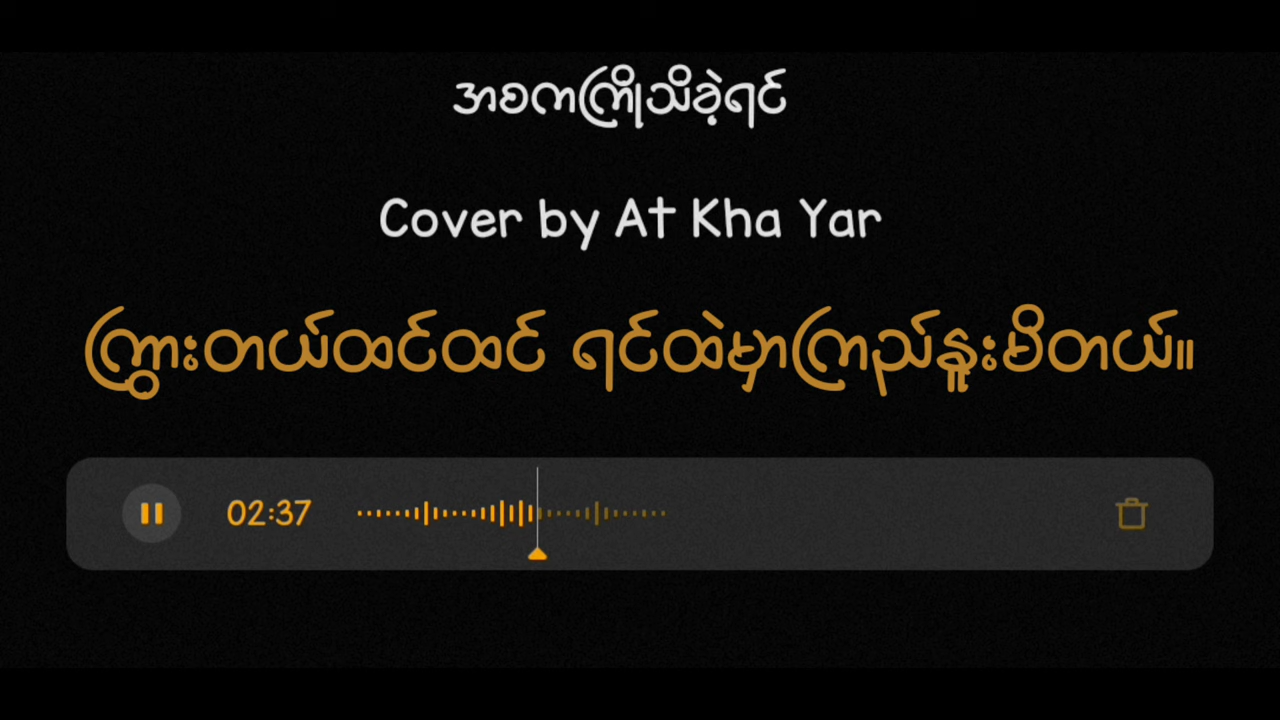 အစကကြိုသိခဲ့ရင်
Cover by At Kha Yar
ကြွားတယ်ထင်ထင် ရင်ထဲမှာကြည်နူးမိတယ်။
02:37